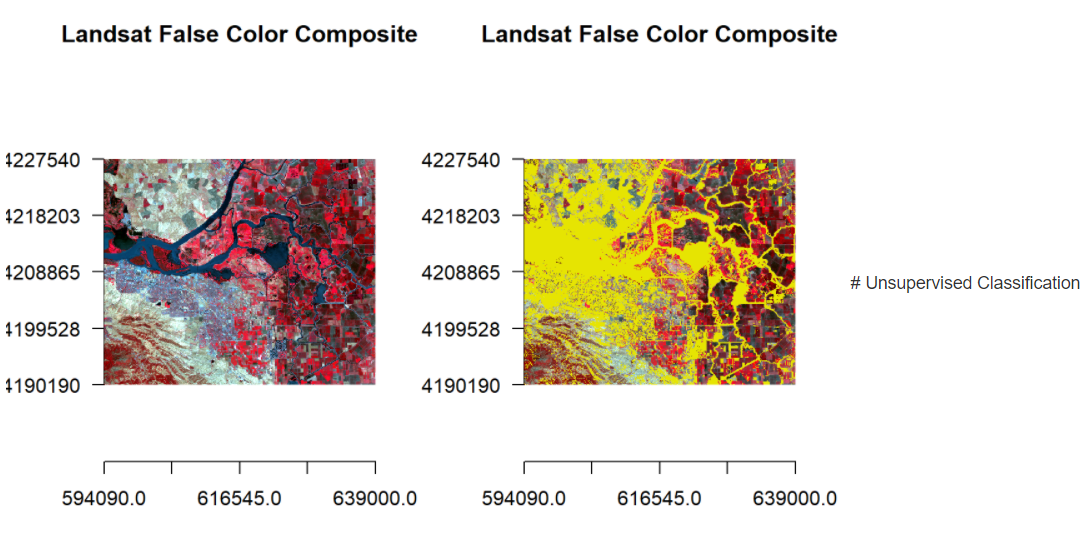 Landsat False Color Composite
4227540
4218203
4208865
4199528
4190190
594090.0 616545.0 639000.0
Landsat False Color Composite
4227540
4218203
4208865
4199528
4190190
594090.0 616545.0 639000.0
# Unsupervised Classification